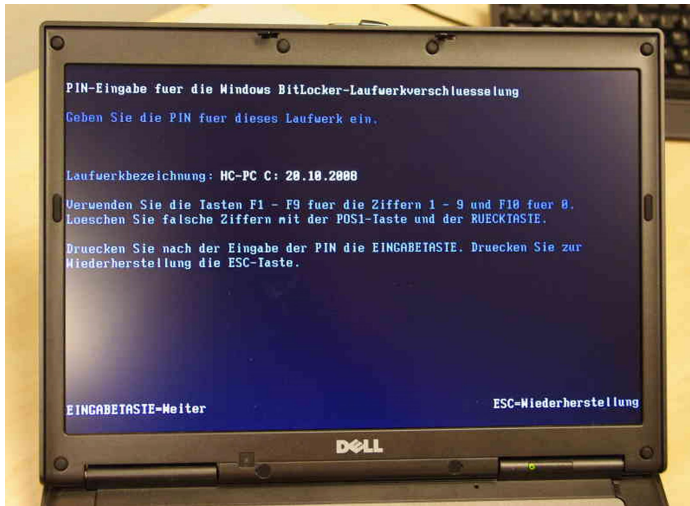 PIN-Eingabe fuer die Windows BitLocker-Laufwerkverschluesselung
Geben Sie die PIN fuer dieses Laufwerk ein.
Laufwerkbezeichnung: HC-PC C: 20.10.2008
Verwenden Sie die Tasten F1 - F9 fuer die Ziffern 1 - 9 und F10 fuer 0.
Loeschen Sie falsche Ziffern mit der POS1-Taste und der RUECKTASTE.
Druecken Sie nach der Eingabe der PIN die EINGABETASTE. Druecken Sie zur
Wiederherstellung die ESC-Taste.
EINGABETASTE=Weiter ESC=Wiederherstellung
DELL